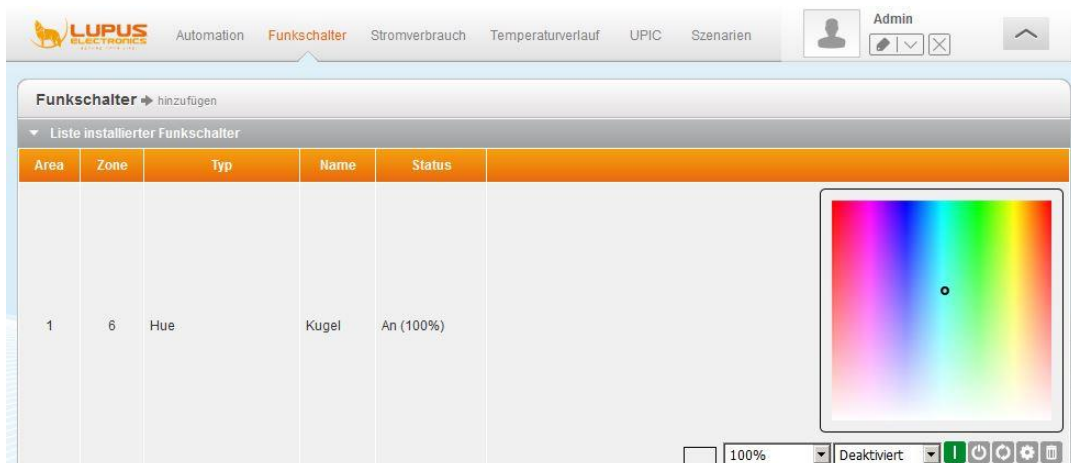 LUPUS
ELECTRONICS
Automation Funkschalter Stromverbrauch Temperaturverlauf UPIC Szenarien
Admin
Funkschalter hinzufügen
Liste installierter Funkschalter
Area Zone Typ Name Status
1 6 Hue Kugel An (100%)
100% Deaktiviert